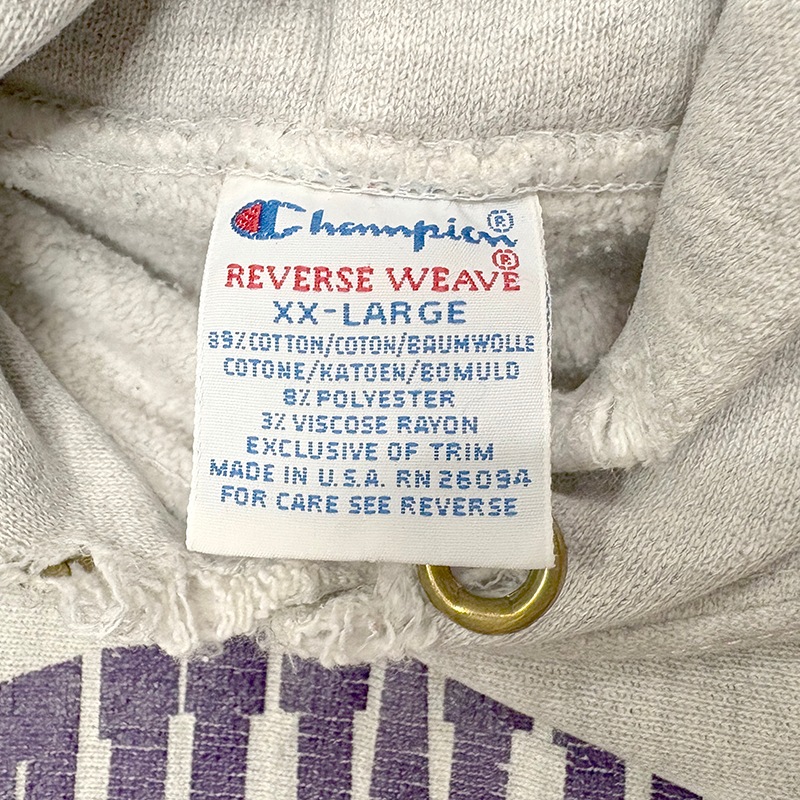 Champion®
REVERSE WEAVE®
XX-LARGE
89% COTTON/COTON/BAUMWOLLE
COTONE/KATOEN/BOMULD
8% POLYESTER
3% VISCOSE RAYON
EXCLUSIVE OF TRIM
MADE IN U.S.A. RN 26094
FOR CARE SEE REVERSE